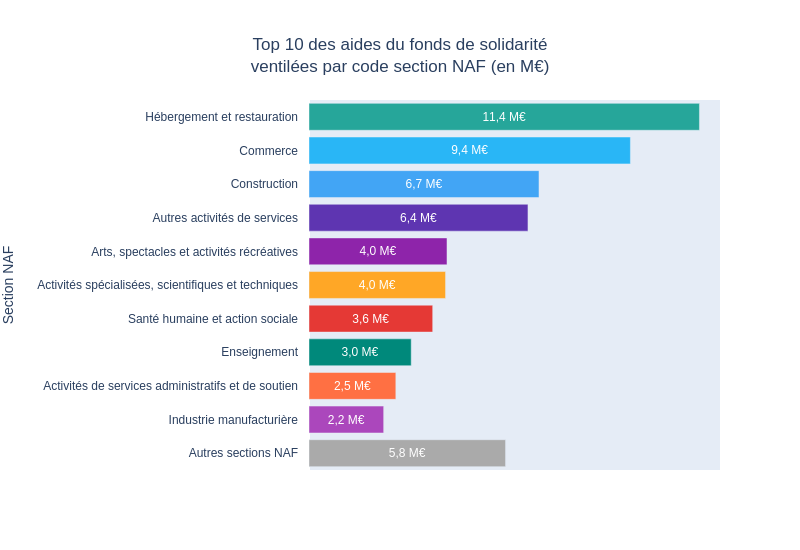 Top 10 des aides du fonds de solidarité
ventilées par code section NAF (en M€)
Section NAF
Hébergement et restauration 11,4 M€
Commerce 9,4 M€
Construction 6,7 M€
Autres activités de services 6,4 M€
Arts, spectacles et activités récréatives 4,0 M€
Activités spécialisées, scientifiques et techniques 4,0 M€
Santé humaine et action sociale 3,6 M€
Enseignement 3,0 M€
Activités de services administratifs et de soutien 2,5 M€
Industrie manufacturière 2,2 M€
Autres sections NAF 5,8 M€